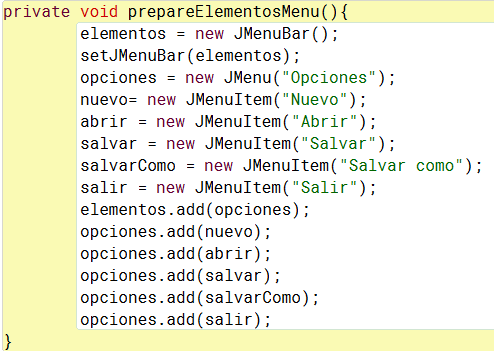 private void prepareElementosMenu(){
elementos = new JMenuBar();
setJMenuBar(elementos);
opciones = new JMenu("Opciones");
nuevo= new JMenuItem("Nuevo");
abrir = new JMenuItem("Abrir");
salvar = new JMenuItem("Salvar");
salvarComo = new JMenuItem("Salvar como");
salir = new JMenuItem("Salir");
elementos.add(opciones);
opciones.add(nuevo);
opciones.add(abrir);
opciones.add(salvar);
opciones.add(salvarComo);
opciones.add(salir);
}